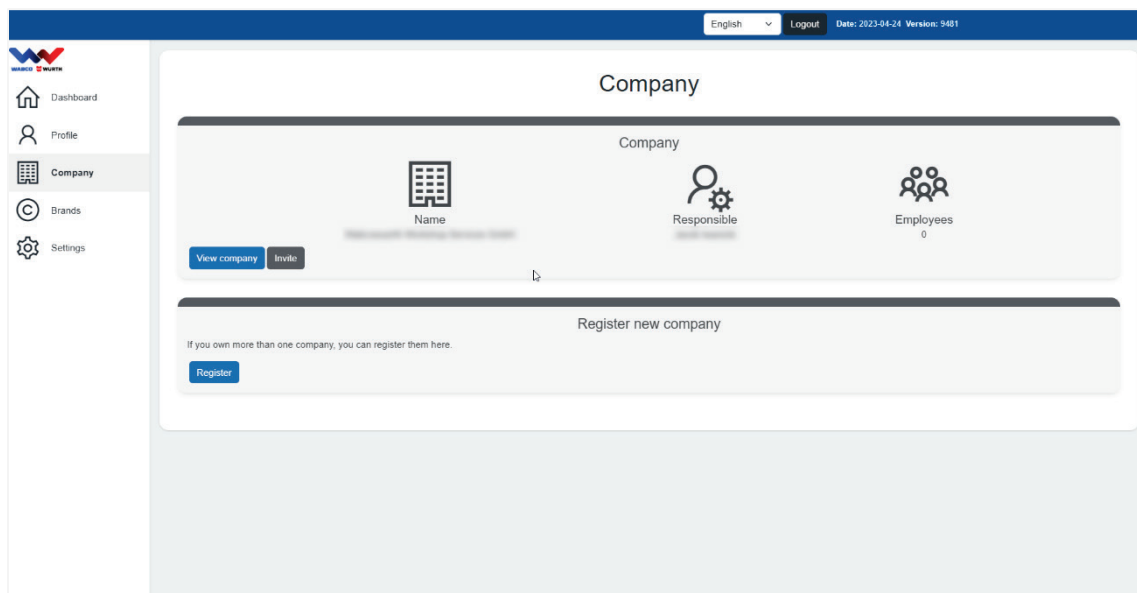 English Logout Date: 2023-04-24 Version: 9481
WABCO WURTH
Dashboard
Profile
Company
Brands
Settings
Company
Company
Name Responsible Employees
0
View company Invite
Register new company
If you own more than one company, you can register them here.
Register